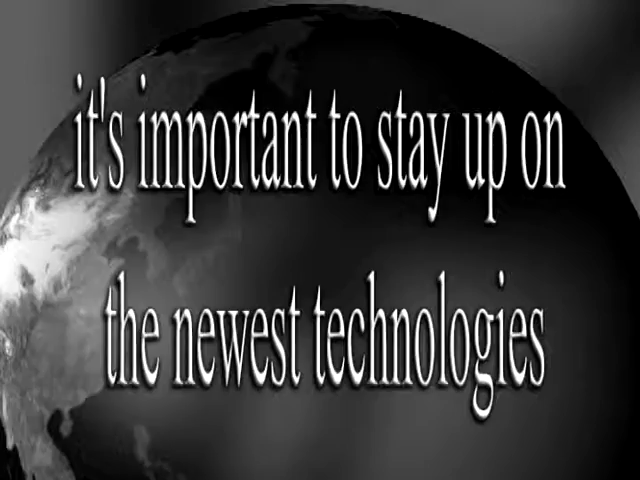 it's important to stay up on
the newest technologies